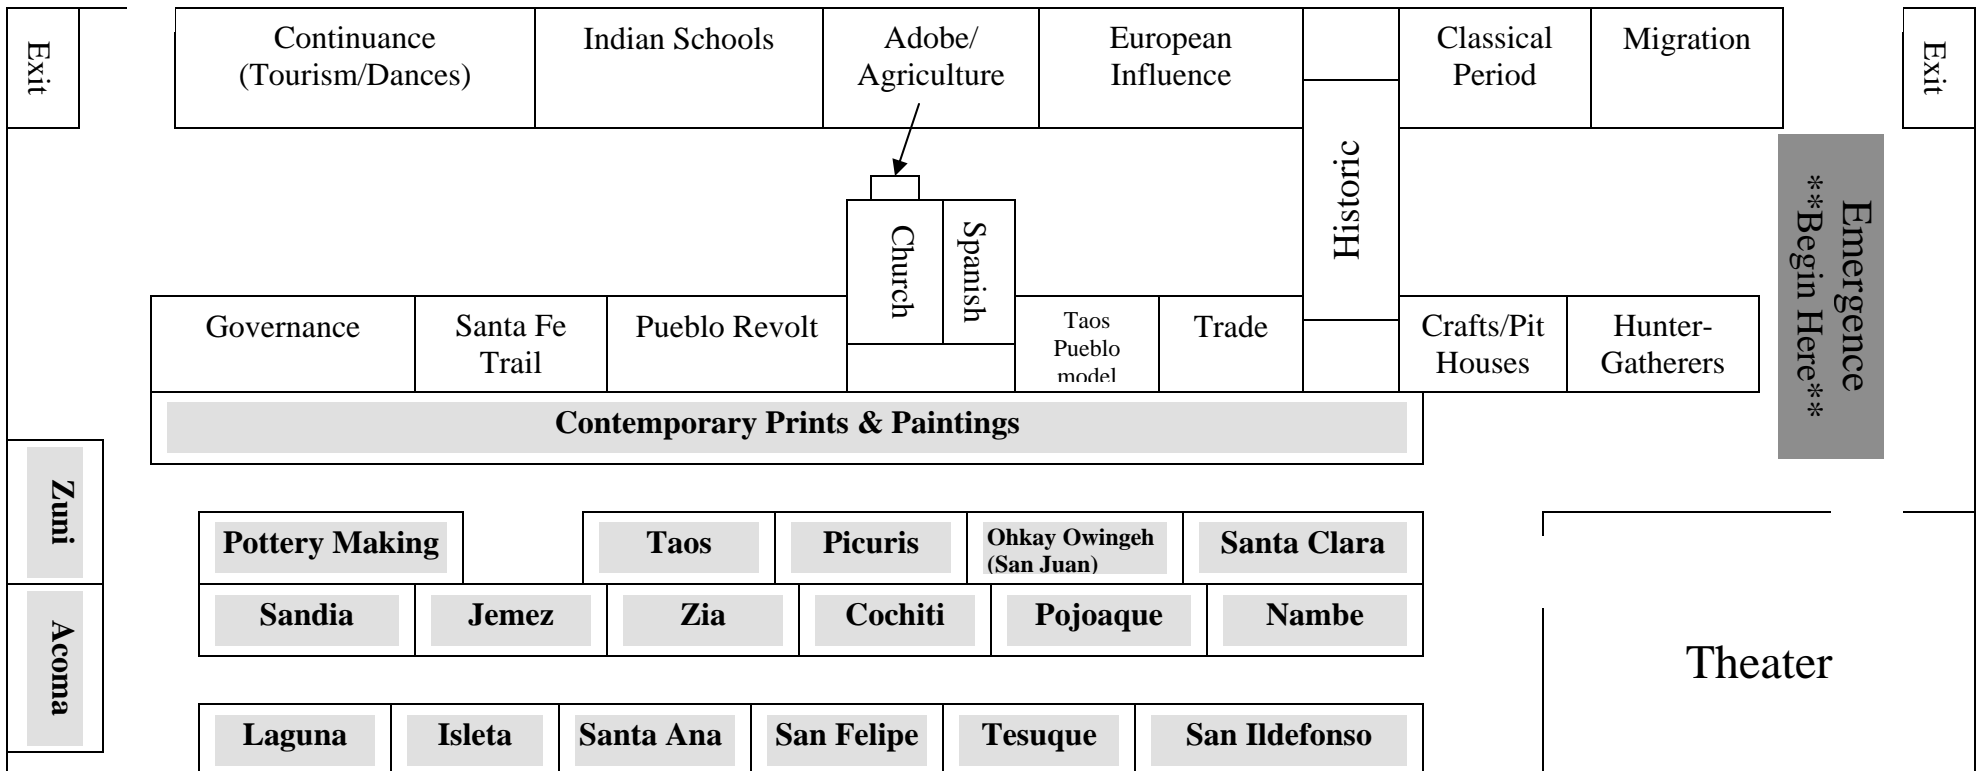 Exit
Continuance
(Tourism/Dances)
Indian Schools
Adobe/
Agriculture
European
Influence
Classical
Period
Migration
Exit
Historic
Emergence
**Begin Here**
Church
Spanish
Governance
Santa Fe
Trail
Pueblo Revolt
Taos
Pueblo
model
Trade
Crafts/Pit
Houses
Hunter-
Gatherers
Contemporary Prints & Paintings
Zuni
Acoma
Pottery Making
Taos
Picuris
Ohkay Owingeh
(San Juan)
Santa Clara
Sandia
Jemez
Zia
Cochiti
Pojoaque
Nambe
Theater
Laguna
Isleta
Santa Ana
San Felipe
Tesuque
San Ildefonso